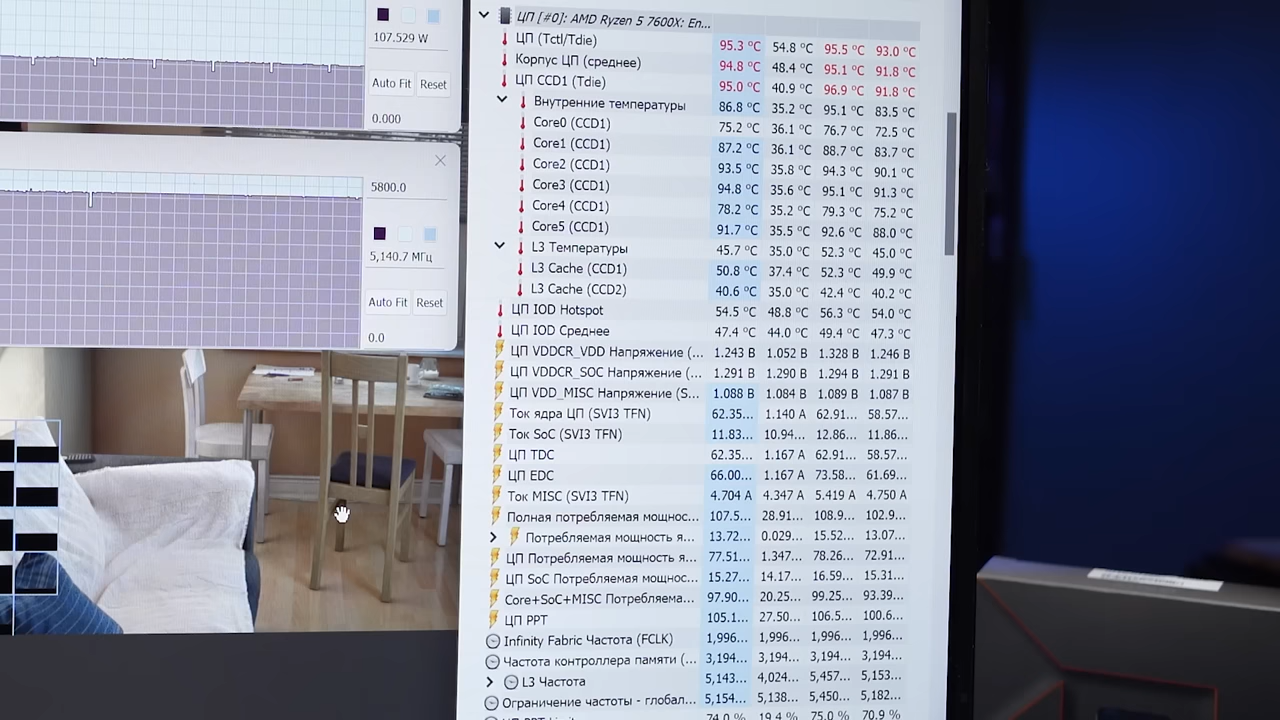 107.529 W
Auto Fit Reset
0.000
5800.0
5,140.7 МГц
Auto Fit Reset
0.0
ЦП [#0]: AMD Ryzen 5 7600X: En...
ЦП (Tctl/Tdie) 95.3 °C 54.8 °C 95.5 °C 93.0 °C
Корпус ЦП (среднее) 94.8 °C 48.4 °C 95.1 °C 91.8 °C
ЦП CCD1 (Tdie) 95.0 °C 40.9 °C 96.9 °C 91.8 °C
Внутренние температуры 86.8 °C 35.2 °C 95.1 °C 83.5 °C
Core0 (CCD1) 75.2 °C 36.1 °C 76.7 °C 72.5 °C
Core1 (CCD1) 87.2 °C 36.1 °C 88.7 °C 83.7 °C
Core2 (CCD1) 93.5 °C 35.8 °C 94.3 °C 90.1 °C
Core3 (CCD1) 94.8 °C 35.6 °C 95.1 °C 91.3 °C
Core4 (CCD1) 78.2 °C 35.2 °C 79.3 °C 75.2 °C
Core5 (CCD1) 91.7 °C 35.5 °C 92.6 °C 88.0 °C
L3 Температуры 45.7 °C 35.0 °C 52.3 °C 45.0 °C
L3 Cache (CCD1) 50.8 °C 37.4 °C 52.3 °C 49.9 °C
L3 Cache (CCD2) 40.6 °C 35.0 °C 42.4 °C 40.2 °C
ЦП IOD Hotspot 54.5 °C 48.8 °C 56.3 °C 54.0 °C
ЦП IOD Среднее 47.4 °C 44.0 °C 49.4 °C 47.3 °C
ЦП VDDCR_VDD Напряжение (... 1.243 В 1.052 В 1.328 В 1.246 В
ЦП VDDCR_SOC Напряжение (... 1.291 В 1.290 В 1.294 В 1.291 В
ЦП VDD_MISC Напряжение (S... 1.088 В 1.084 В 1.089 В 1.087 В
Ток ядра ЦП (SVI3 TFN) 62.35... 1.140 A 62.91... 58.57...
Ток SoC (SVI3 TFN) 11.83... 10.94... 12.86... 11.86...
ЦП TDC 62.35... 1.167 A 62.91... 58.57...
ЦП EDC 66.00... 1.167 A 73.58... 61.69...
Ток MISC (SVI3 TFN) 4.704 A 4.347 A 5.419 A 4.750 A
Полная потребляемая мощнос... 107.5... 28.91... 108.9... 102.9...
Потребляемая мощность я... 13.72... 0.029... 15.52... 13.07...
ЦП Потребляемая мощность я... 77.51... 1.347... 78.26... 72.91...
ЦП SoC Потребляемая мощнос... 15.27... 14.17... 16.59... 15.31...
Core+SoC+MISC Потребляема... 97.90... 20.25... 99.25... 93.39...
ЦП PPT 105.1... 27.50... 106.5... 100.6...
Infinity Fabric Частота (FCLK) 1,996... 1,996... 1,996... 1,996...
Частота контроллера памяти (... 3,194... 3,194... 3,194... 3,194...
L3 Частота 5,143... 4,024... 5,457... 5,153...
Ограничение частоты - глобал... 5,154... 5,138... 5,450... 5,182...
74.0 % 19.4 % 75.0 % 70.9 %